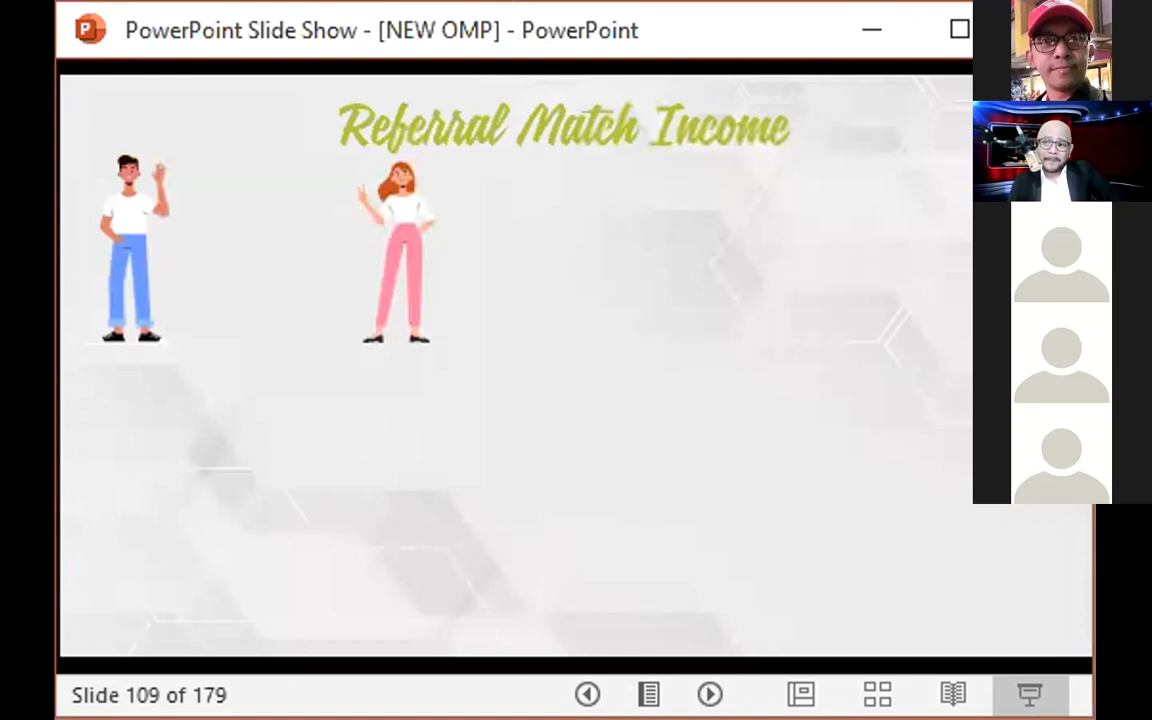 PowerPoint Slide Show - [NEW OMP] - PowerPoint
Referral Match Income
Slide 109 of 179